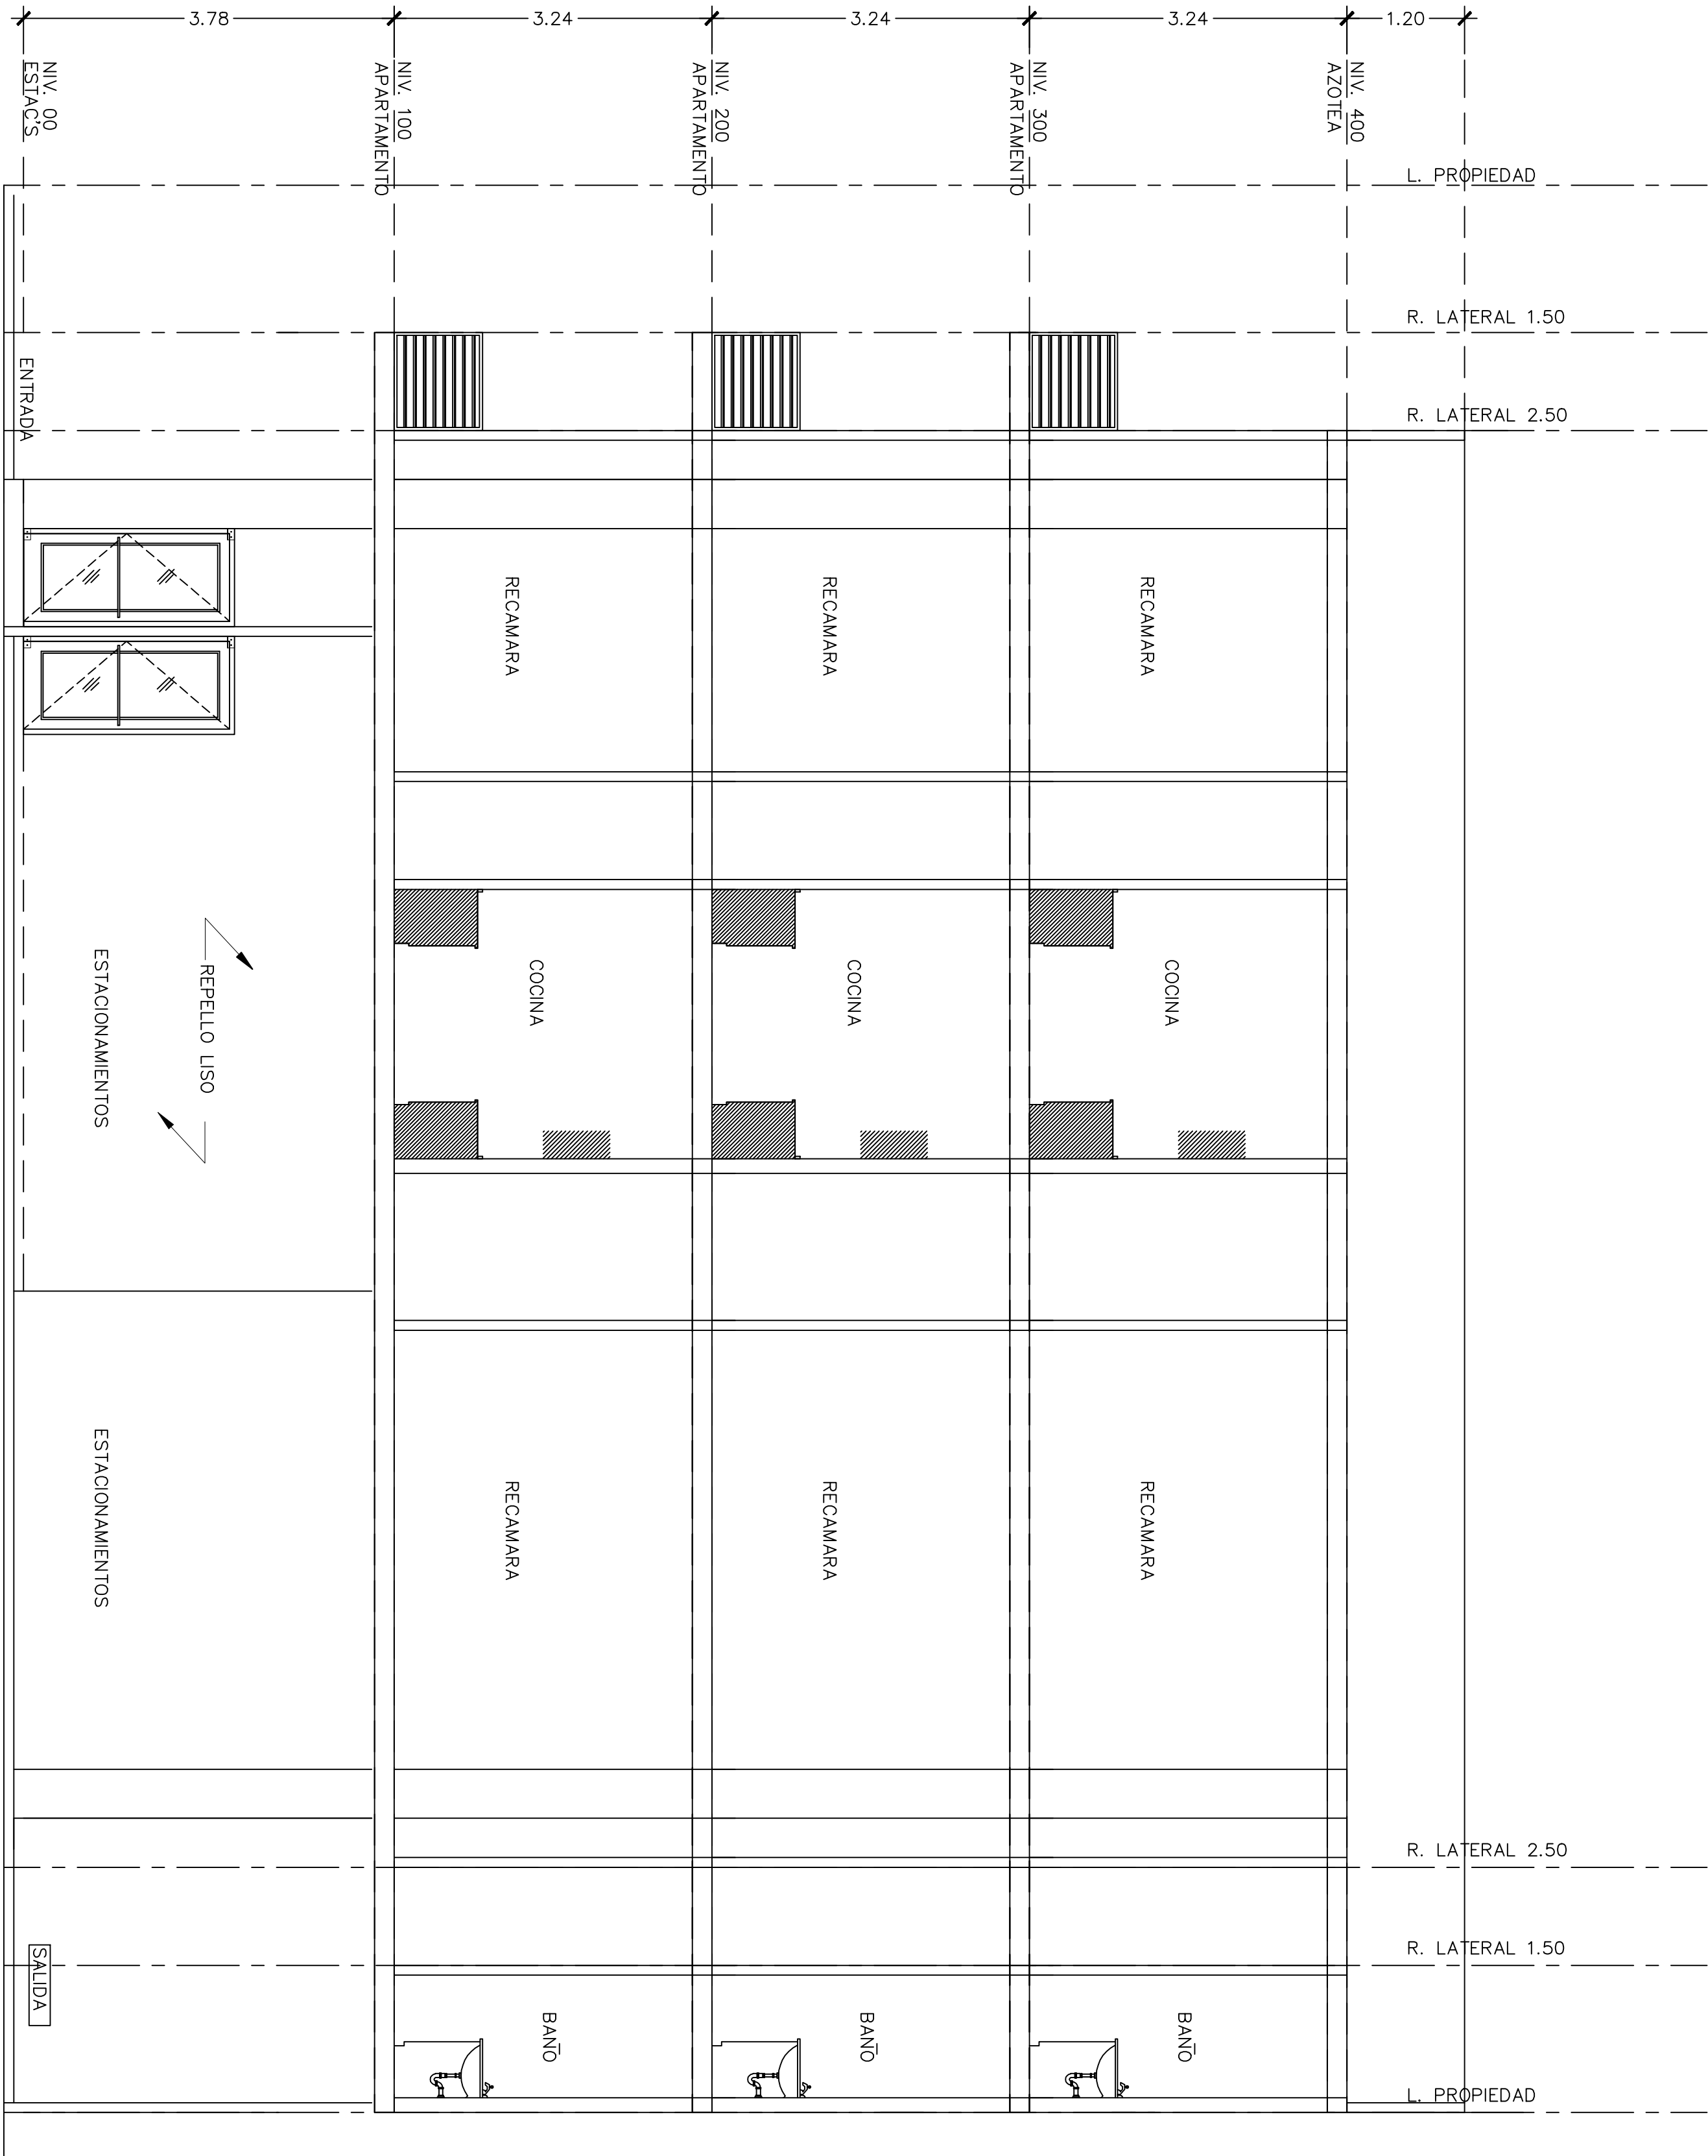 3.78
3.24
3.24
3.24
1.20
NIV. 00
ESTAC'S
NIV. 100
APARTAMENTO
NIV. 200
APARTAMENTO
NIV. 300
APARTAMENTO
NIV. 400
AZOTEA
L. PROPIEDAD
R. LATERAL 1.50
R. LATERAL 2.50
ENTRADA
RECAMARA
RECAMARA
RECAMARA
COCINA
COCINA
COCINA
ESTACIONAMIENTOS
REPELLO LISO
RECAMARA
RECAMARA
RECAMARA
ESTACIONAMIENTOS
R. LATERAL 2.50
R. LATERAL 1.50
SALIDA
BAÑO
BAÑO
BAÑO
L. PROPIEDAD